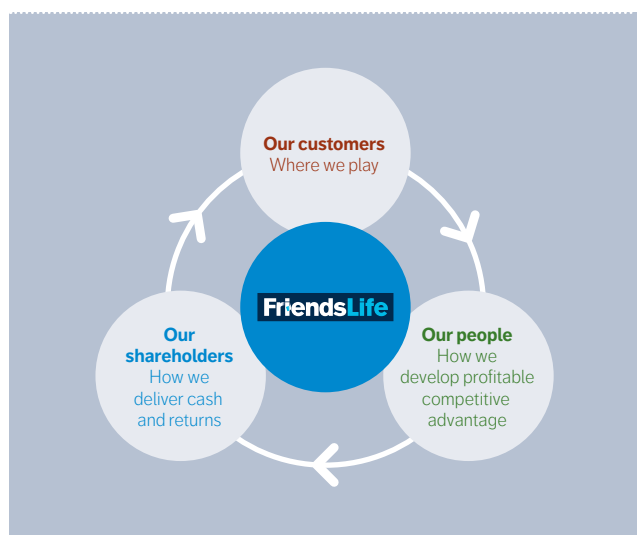 Our customers
Where we play
FriendsLife
Our
shareholders
How we
deliver cash
and returns
Our people
How we
develop profitable
competitive
advantage